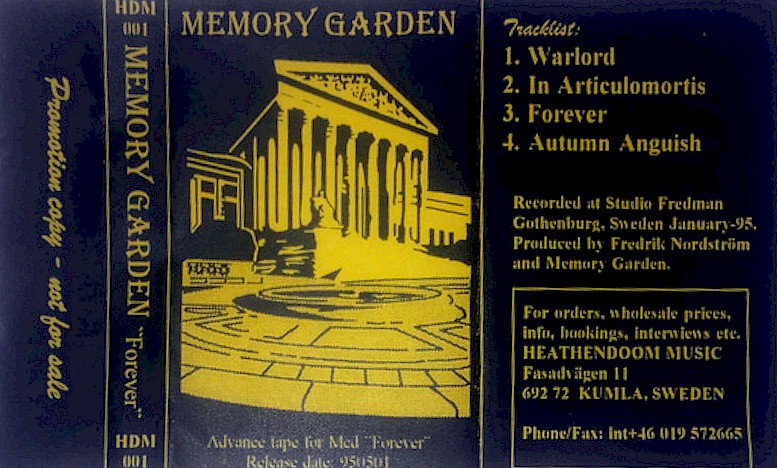 Promotion copy - not for sale
HDM
001
MEMORY GARDEN "Forever"
HDM
001
MEMORY GARDEN
Advance tape for Mcd "Forever"
Release date: 950501
Tracklist:
1. Warlord
2. In Articulomortis
3. Forever
4. Autumn Anguish
Recorded at Studio Fredman
Gothenburg, Sweden January-95.
Produced by Fredrik Nordström
and Memory Garden.
For orders, wholesale prices,
info, bookings, interwiews etc.
HEATHENDOOM MUSIC
Fasadvägen 11
692 72 KUMLA, SWEDEN
Phone/Fax: int+46 019 572665